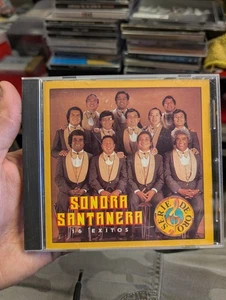 SONORA
SANTANERA
16 EXITOS
SERIE DE ORO